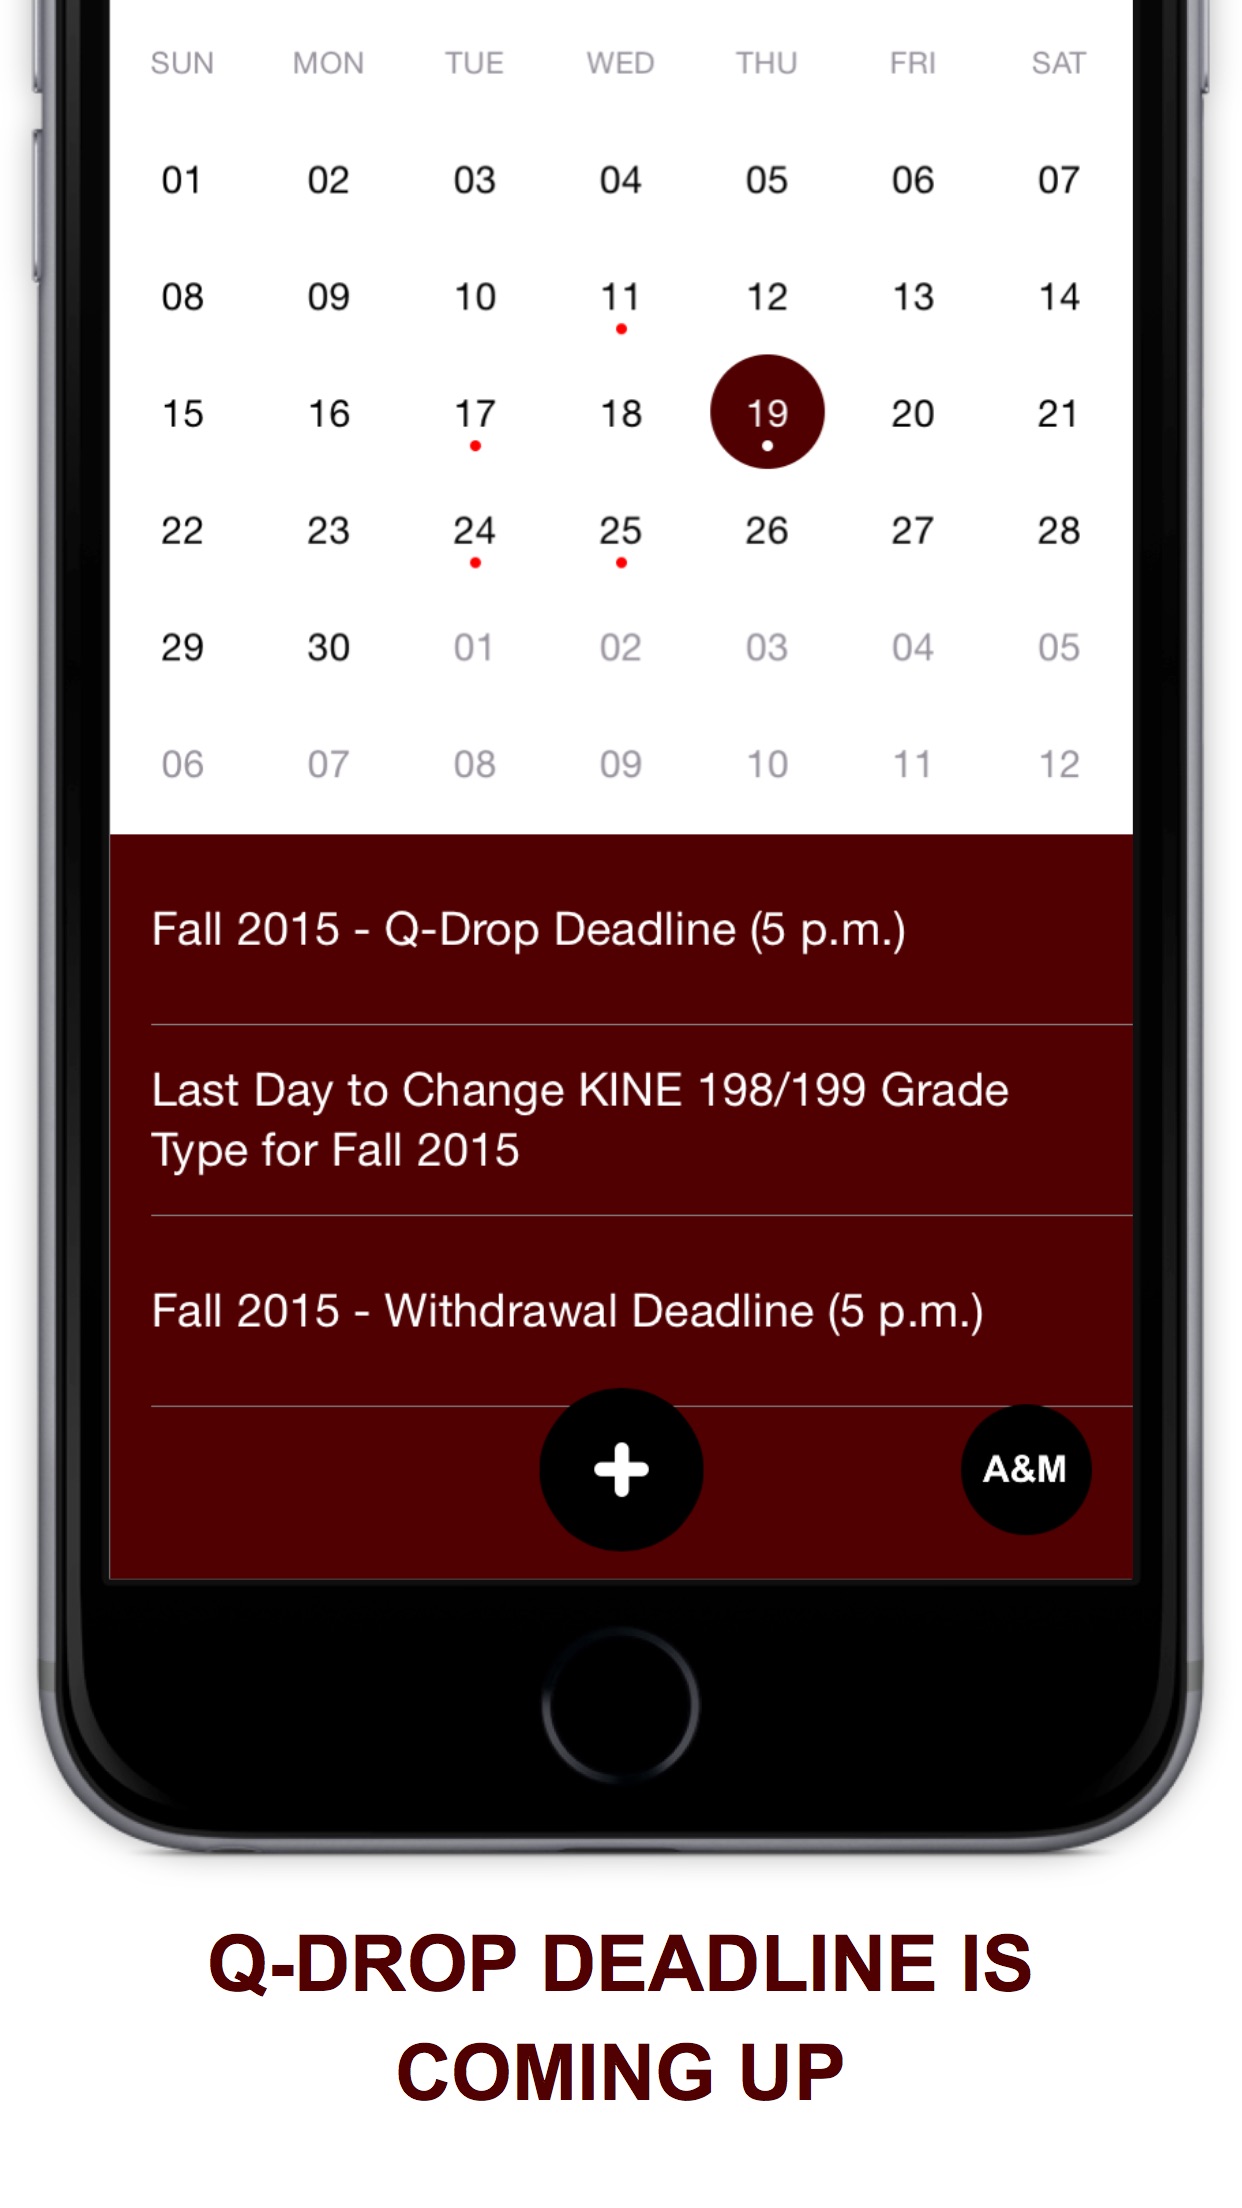 SUN MON TUE WED THU FRI SAT
01 02 03 04 05 06 07
08 09 10 11 12 13 14
15 16 17 18 19 20 21
22 23 24 25 26 27 28
29 30 01 02 03 04 05
06 07 08 09 10 11 12
Fall 2015 - Q-Drop Deadline (5 p.m.)
Last Day to Change KINE 198/199 Grade
Type for Fall 2015
Fall 2015 - Withdrawal Deadline (5 p.m.)
A&M
Q-DROP DEADLINE IS
COMING UP